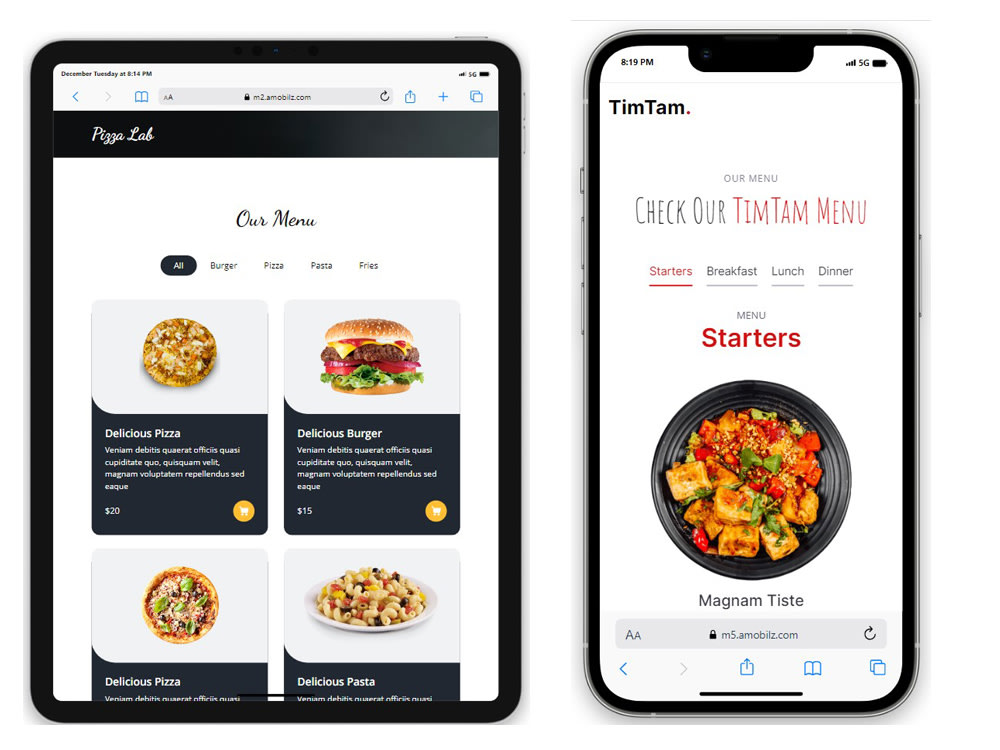 December Tuesday at 8:14 PM
5G
AA
m2.amobilz.com
Pizza Lab
Our Menu
All Burger Pizza Pasta Fries
Delicious Pizza
Veniam debitis quaerat officiis quasi
cupiditate quo, quisquam velit,
magnam voluptatem repellendus sed
eaque
$20
Delicious Burger
Veniam debitis quaerat officiis quasi
cupiditate quo, quisquam velit,
magnam voluptatem repellendus sed
eaque
$15
Delicious Pizza
Veniam debitis quaerat officiis quasi
Delicious Pasta
Veniam debitis quaerat officiis quasi
8:19 PM
5G
TimTam.
OUR MENU
Check Our TimTam Menu
Starters Breakfast Lunch Dinner
MENU
Starters
Magnam Tiste
AA
m5.amobilz.com